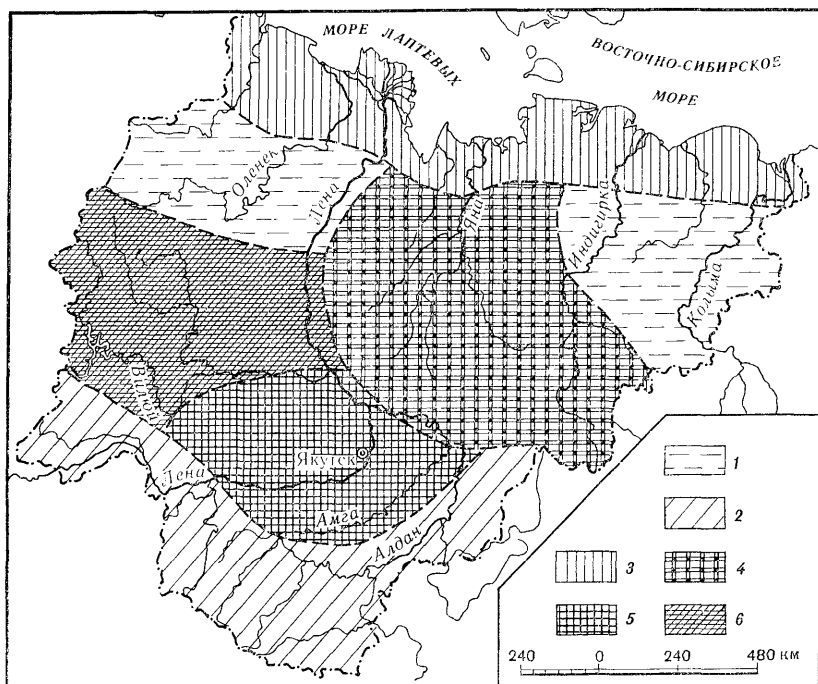 МОРЕ ЛАПТЕВЫХ
ВОСТОЧНО-СИБИРСКОЕ
МОРЕ
Оленек
Лена
Яна
Индигирка
Колыма
Вилюй
Якутск
Лена
Амга
Алдан
1
2
3 4
5 6
240 0 240 480 км